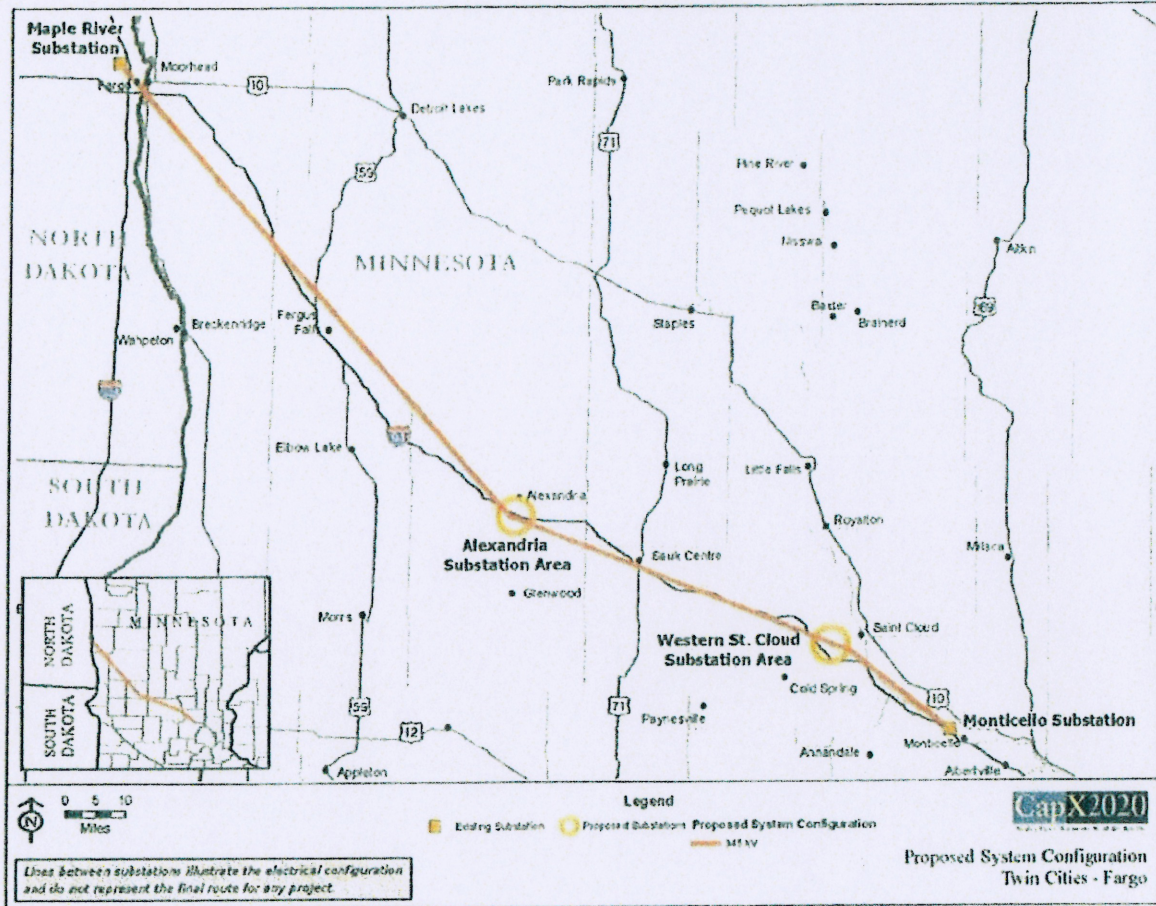 Maple River
Substation
Moorhead
Fargo
10
Detroit Lakes
Park Rapids
71
59
Pine River
Pequot Lakes
Nisswa
Aitkin
NORTH
DAKOTA
MINNESOTA
Baxter
Brainerd
Staples
169
Fergus
Fall
Breckenridge
Wahpeton
Elbow Lake
Long
Prairie
Little Falls
SOUTH
DAKOTA
Alexandria
Royalton
Alexandria
Substation Area
Sauk Centre
Milaca
Glenwood
Morris
Saint Cloud
Western St. Cloud
Substation Area
Cold Spring
NORTH
DAKOTA
MINNESOTA
SOUTH
DAKOTA
59
12
71
Paynesville
10
Monticello Substation
Monticello
Annandale
Albertville
Appleton
N
0 5 10
Miles
Legend
Existing Substation
Proposed Substations
Proposed System Configuration
345 kV
CapX2020
Proposed System Configuration
Twin Cities - Fargo
Lines between substations illustrate the electrical configuration
and do not represent the final route for any project.